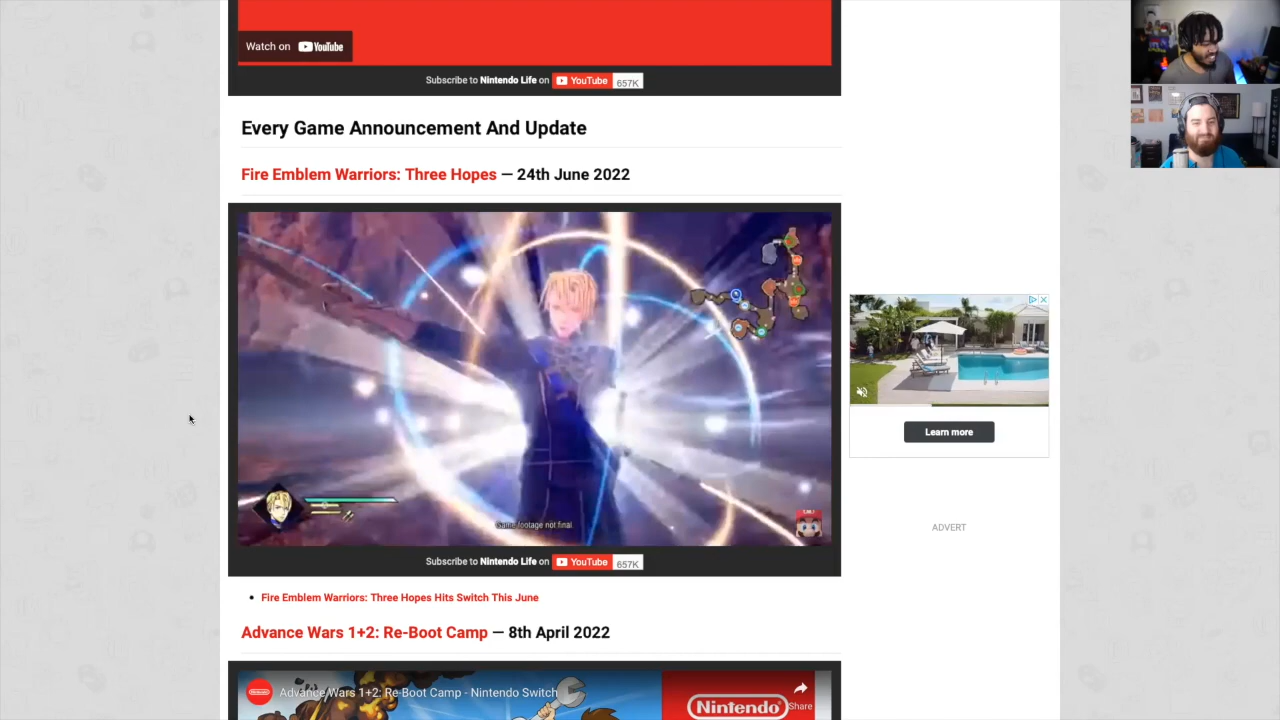 Watch on YouTube
Subscribe to Nintendo Life on YouTube 657K
Every Game Announcement And Update
Fire Emblem Warriors: Three Hopes — 24th June 2022
Game footage not final
Learn more
ADVERT
Subscribe to Nintendo Life on YouTube 657K
Fire Emblem Warriors: Three Hopes Hits Switch This June
Advance Wars 1+2: Re-Boot Camp — 8th April 2022
Advance Wars 1+2: Re-Boot Camp - Nintendo Switch
Nintendo
Share